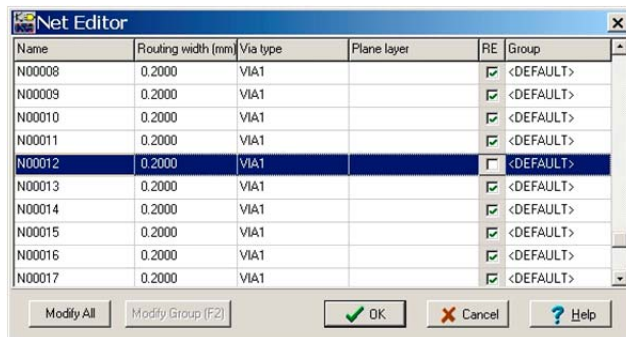 Net Editor
Name Routing width (mm) Via type Plane layer RE Group
N00008 0.2000 VIA1 <DEFAULT>
N00009 0.2000 VIA1 <DEFAULT>
N00010 0.2000 VIA1 <DEFAULT>
N00011 0.2000 VIA1 <DEFAULT>
N00012 0.2000 VIA1 <DEFAULT>
N00013 0.2000 VIA1 <DEFAULT>
N00014 0.2000 VIA1 <DEFAULT>
N00015 0.2000 VIA1 <DEFAULT>
N00016 0.2000 VIA1 <DEFAULT>
N00017 0.2000 VIA1 <DEFAULT>
Modify All Modify Group (F2) OK Cancel Help